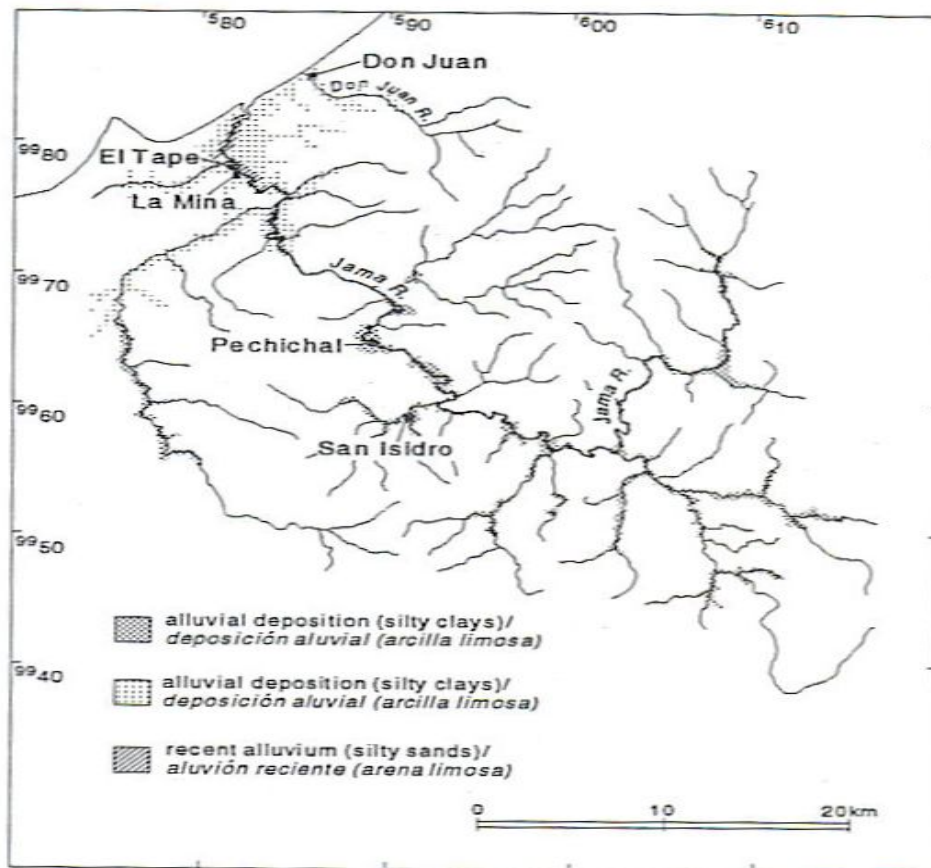 580
590
600
610
Don Juan
Don Juan R.
9980
El Tape
La Mina
9970
Jama R.
Pechichal
9960
Jama R.
San Isidro
9950
alluvial deposition (silty clays)/
deposición aluvial (arcilla limosa)
9940
alluvial deposition (silty clays)/
deposición aluvial (arcilla limosa)
recent alluvium (silty sands)/
aluvión reciente (arena limosa)
0 10 20km